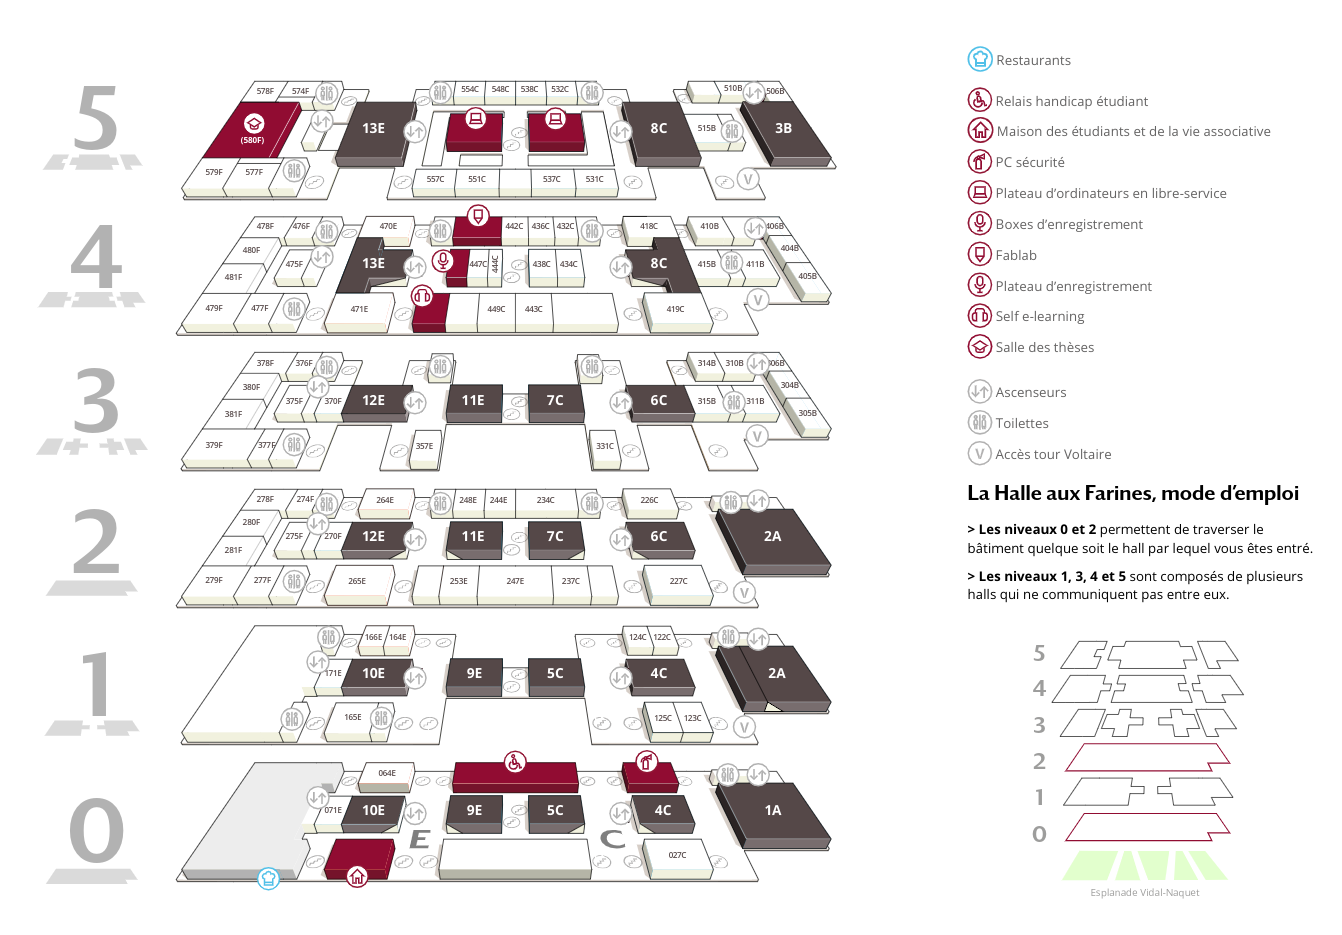 5
578F 574F 554C 548C 538C 532C 510B 506B
(580F) 13E 8C 515B 3B
579F 577F 557C 551C 537C 531C V
4
478F 476F 470E 442C 436C 432C 418C 410B 406B
480F 475F 13E 447C 444C 438C 434C 8C 415B 411B 404B
481F 405B
479F 477F 471E 449C 443C 419C V
3
378F 376F 314B 310B 306B
380F 375F 370F 12E 11E 7C 6C 315B 311B 304B
381F 305B
379F 377F 357E 331C V
2
278F 274F 264E 248E 244E 234C 226C
280F 275F 270F 12E 11E 7C 6C 2A
281F
279F 277F 265E 253E 247E 237C 227C V
1
166E 164E 124C 122C
171E 10E 9E 5C 4C 2A
165E 125C 123C V
0
064E
071E 10E 9E 5C 4C 1A
E C
027C
Restaurants
Relais handicap étudiant
Maison des étudiants et de la vie associative
PC sécurité
Plateau d’ordinateurs en libre-service
Boxes d’enregistrement
Fablab
Plateau d’enregistrement
Self e-learning
Salle des thèses
Ascenseurs
Toilettes
V Accès tour Voltaire
La Halle aux Farines, mode d’emploi
> Les niveaux 0 et 2 permettent de traverser le
bâtiment quelque soit le hall par lequel vous êtes entré.
> Les niveaux 1, 3, 4 et 5 sont composés de plusieurs
halls qui ne communiquent pas entre eux.
5
4
3
2
1
0
Esplanade Vidal-Naquet